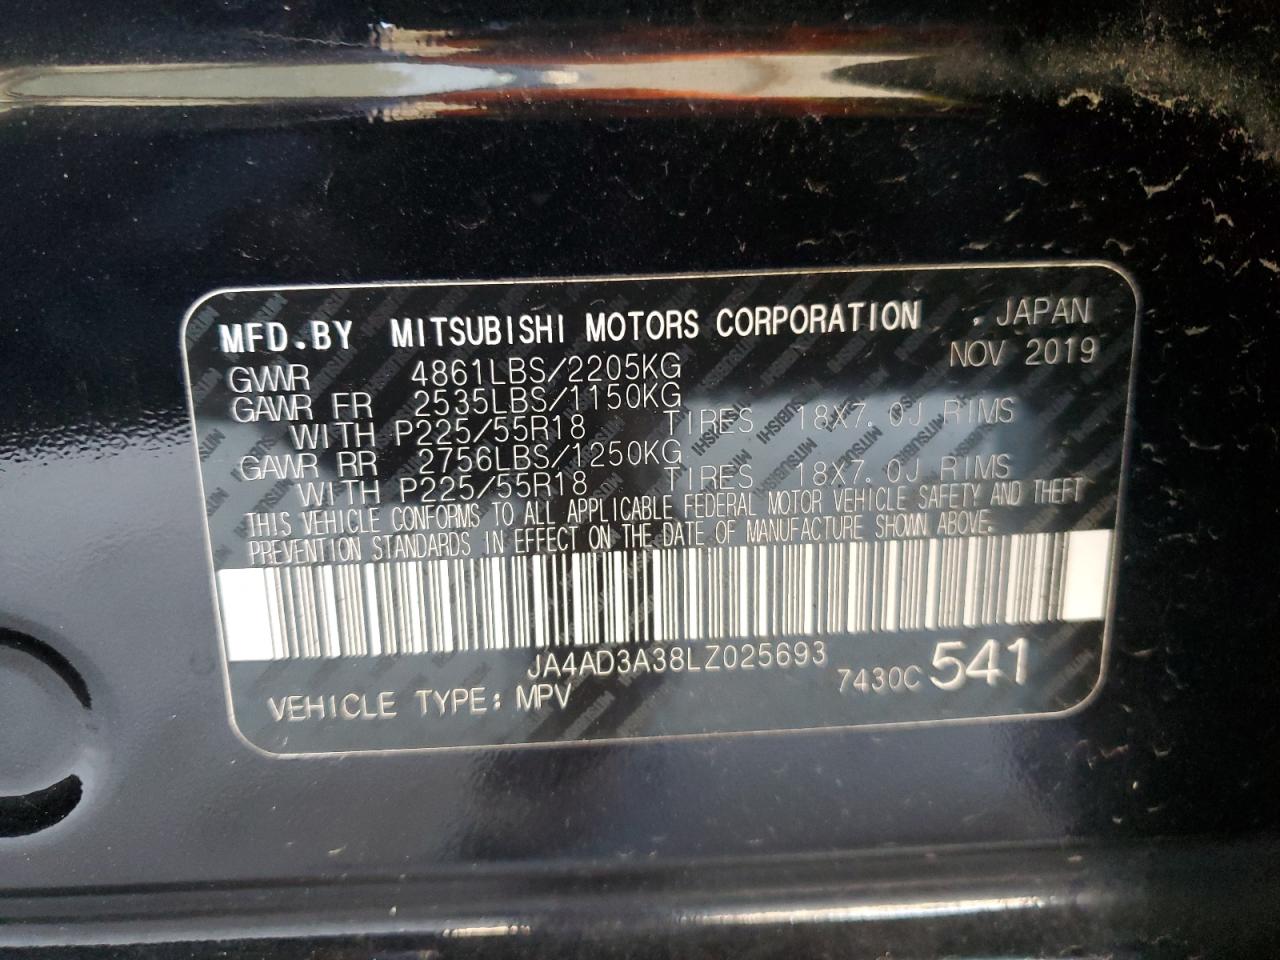 MFD.BY MITSUBISHI MOTORS CORPORATION . JAPAN
NOV 2019
GVWR 4861LBS/2205KG
GAWR FR 2535LBS/1150KG
WITH P225/55R18 TIRES 18X7.0J RIMS
GAWR RR 2756LBS/1250KG
WITH P225/55R18 TIRES 18X7.0J RIMS
THIS VEHICLE CONFORMS TO ALL APPLICABLE FEDERAL MOTOR VEHICLE SAFETY AND THEFT
PREVENTION STANDARDS IN EFFECT ON THE DATE OF MANUFACTURE SHOWN ABOVE.
JA4AD3A38LZ025693
7430C 541
VEHICLE TYPE: MPV